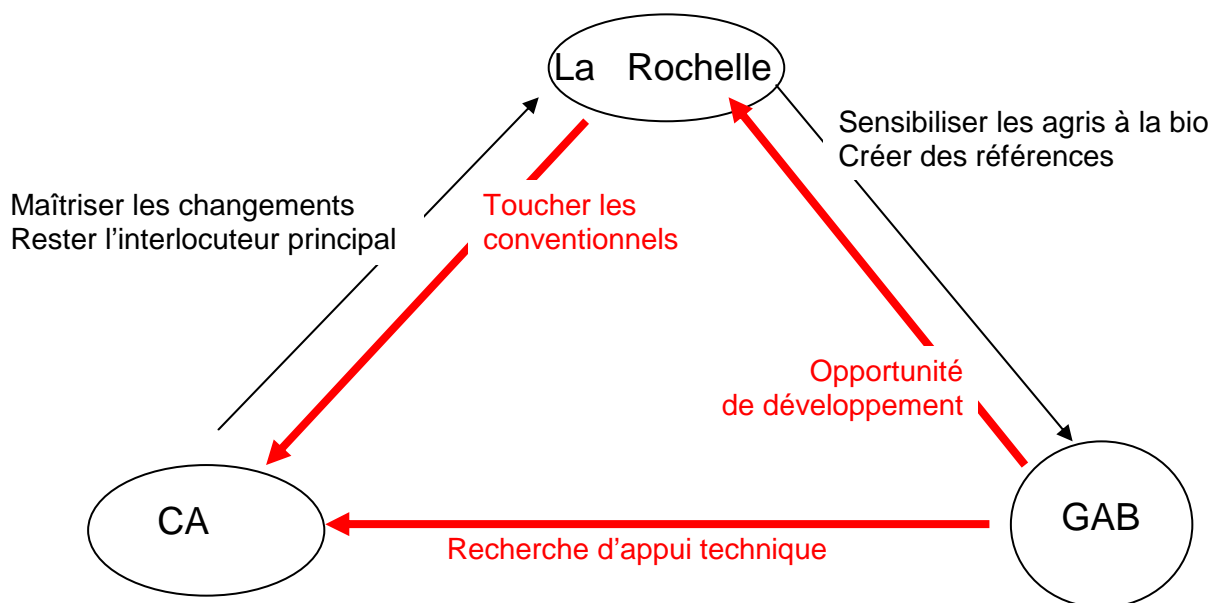 La Rochelle
Sensibiliser les agris à la bio
Créer des références
Maîtriser les changements
Rester l’interlocuteur principal
Toucher les
conventionnels
Opportunité
de développement
CA
GAB
Recherche d’appui technique